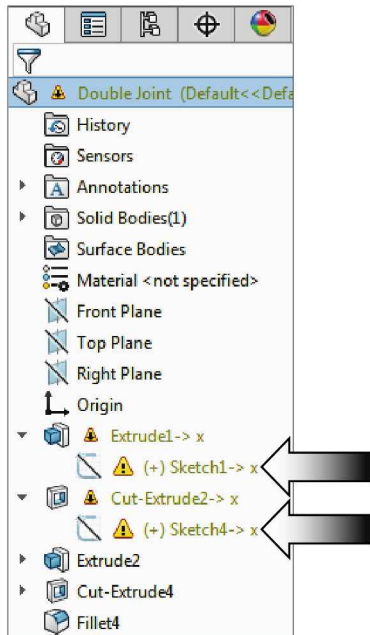 Double Joint (Default<<Defa
History
Sensors
Annotations
Solid Bodies(1)
Surface Bodies
Material <not specified>
Front Plane
Top Plane
Right Plane
Origin
Extrude1-> x
(+) Sketch1-> x
Cut-Extrude2-> x
(+) Sketch4-> x
Extrude2
Cut-Extrude4
Fillet4